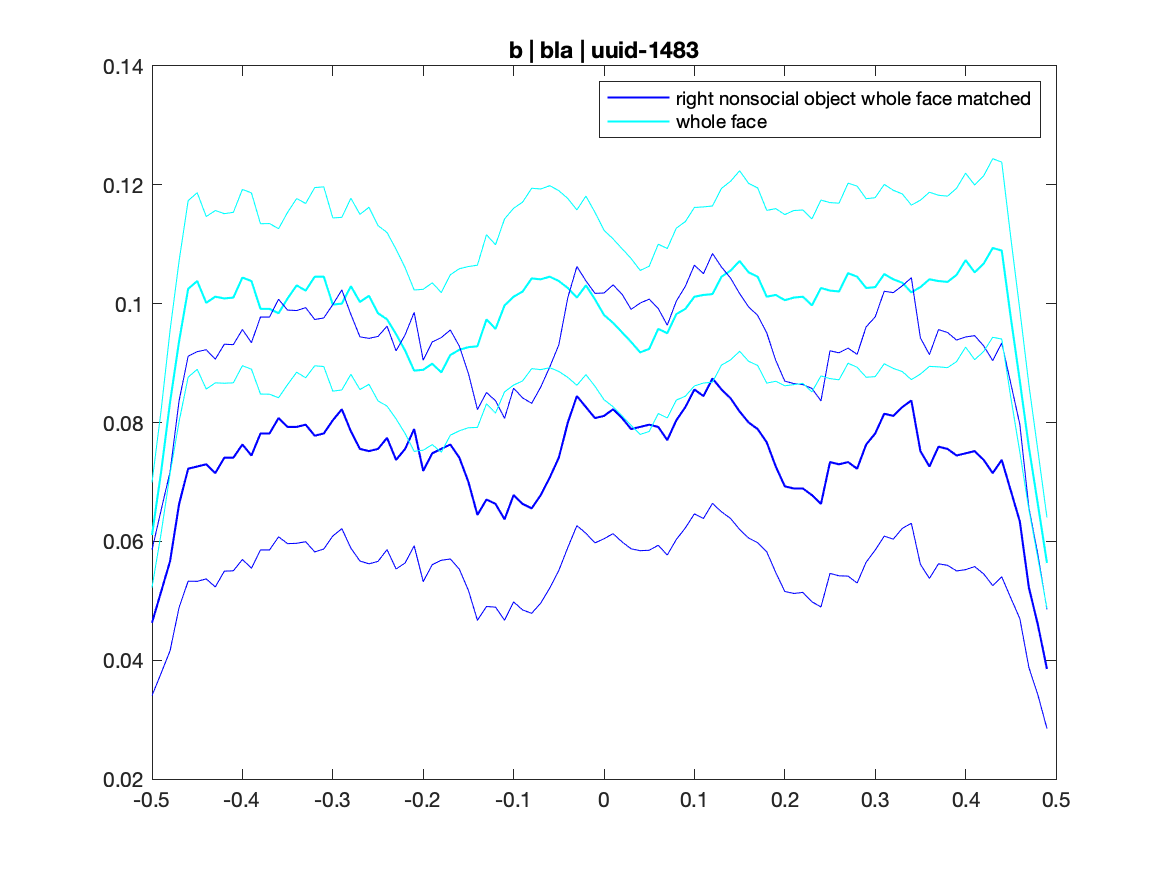 b | bla | uuid-1483
right nonsocial object whole face matched
whole face
0.14
0.12
0.1
0.08
0.06
0.04
0.02
-0.5 -0.4 -0.3 -0.2 -0.1 0 0.1 0.2 0.3 0.4 0.5